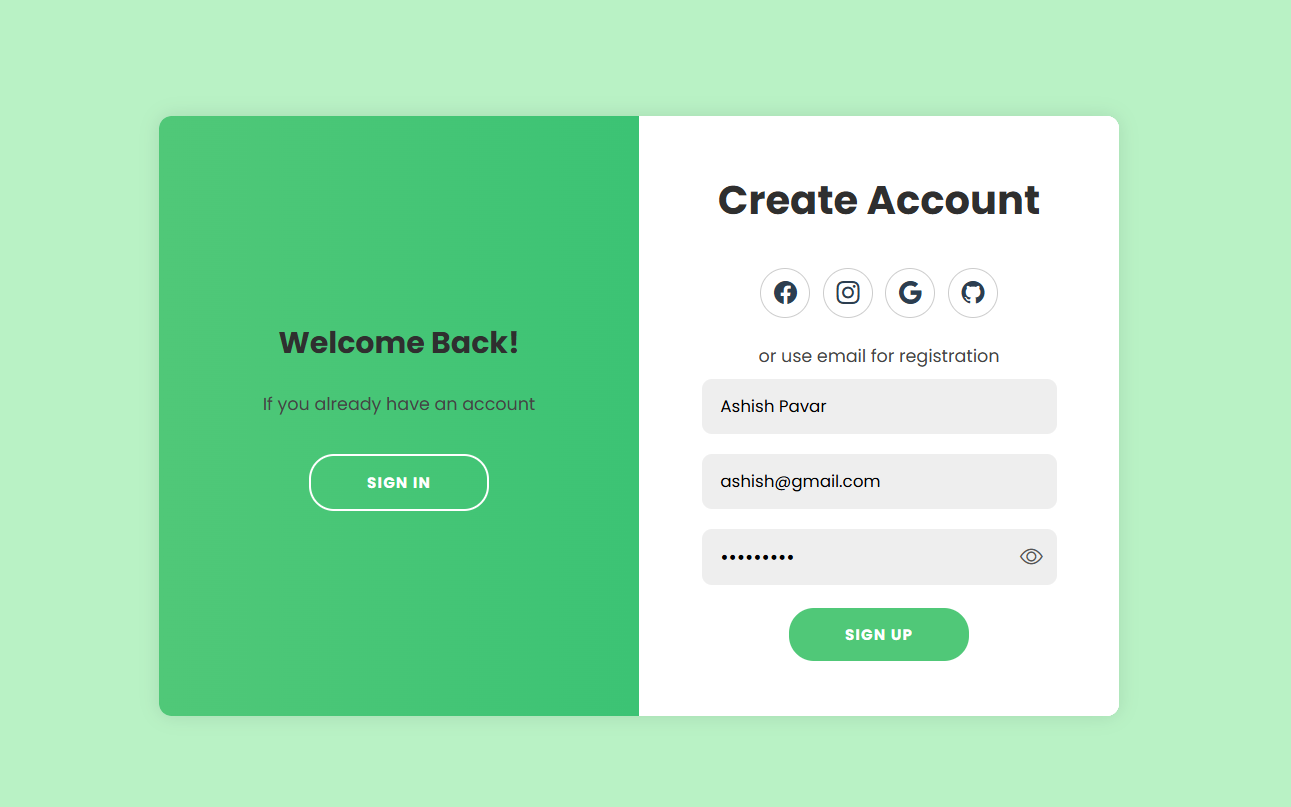 Welcome Back!
If you already have an account
SIGN IN
Create Account
or use email for registration
Ashish Pavar
ashish@gmail.com
•••••••••
SIGN UP